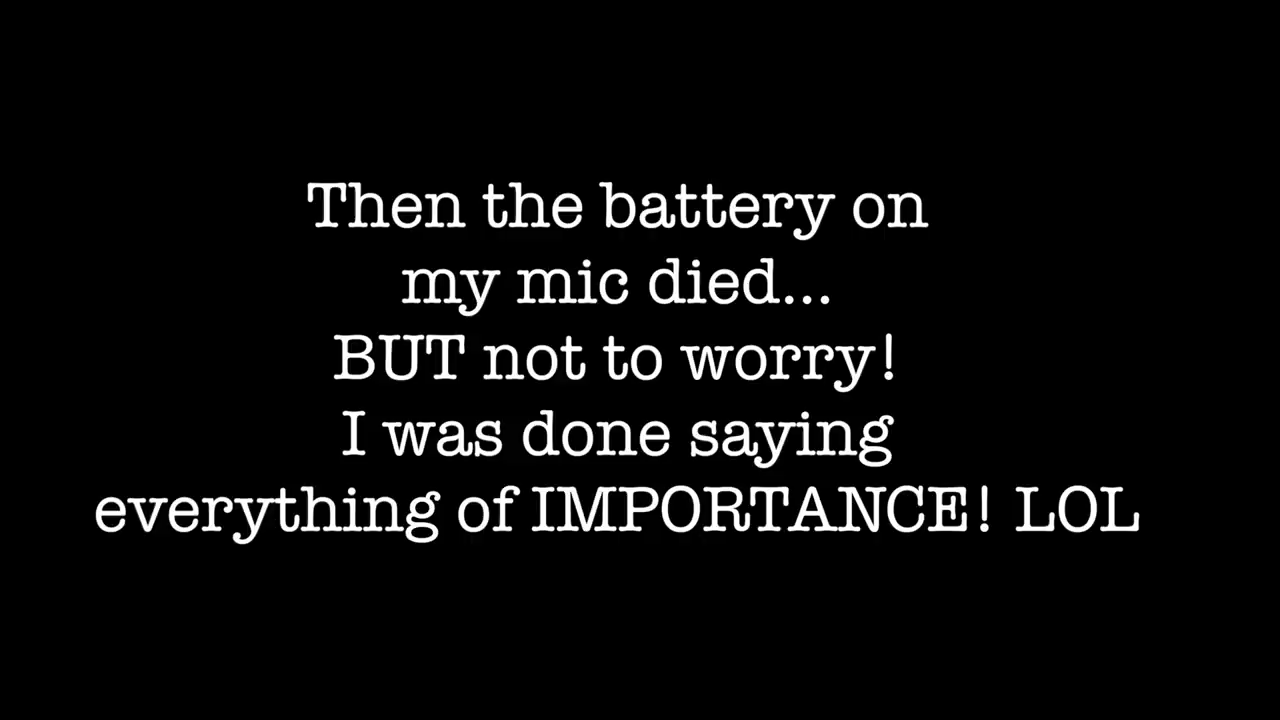 Then the battery on
my mic died...
BUT not to worry!
I was done saying
everything of IMPORTANCE! LOL